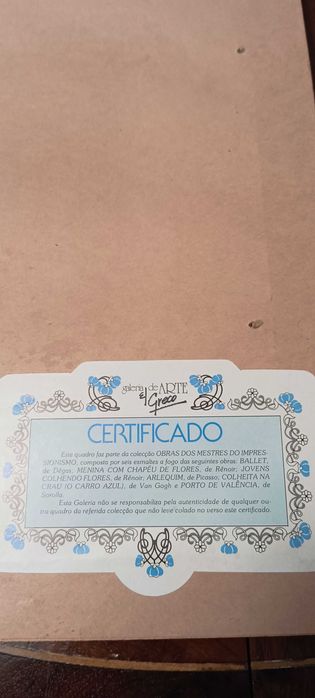 galeria de ARTE
El Greco
CERTIFICADO
Este quadro faz parte da colecção OBRAS DOS MESTRES DO IMPRES-
SIONISMO, composta por seis esmaltes a fogo das seguintes obras: BALLET,
de Dégas; MENINA COM CHAPÉU DE FLORES, de Rénoir; JOVENS
COLHENDO FLORES, de Rénoir; ARLEQUIM, de Picasso; COLHEITA NA
CRAU (O CARRO AZUL), de Van Gogh e PORTO DE VALÊNCIA, de
Sorolla.
Esta Galeria não se responsabiliza pela autenticidade de qualquer ou-
tro quadro da referida colecção que não leve colado no verso este certificado.